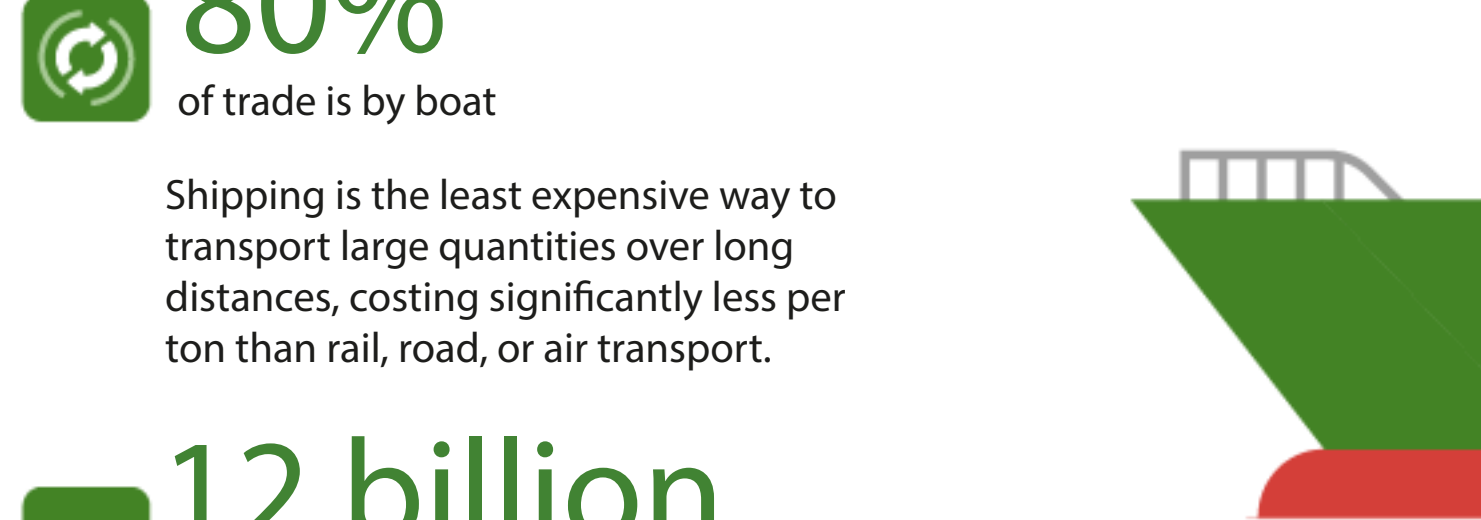 80%
of trade is by boat
Shipping is the least expensive way to
transport large quantities over long
distances, costing significantly less per
ton than rail, road, or air transport.
12 billion